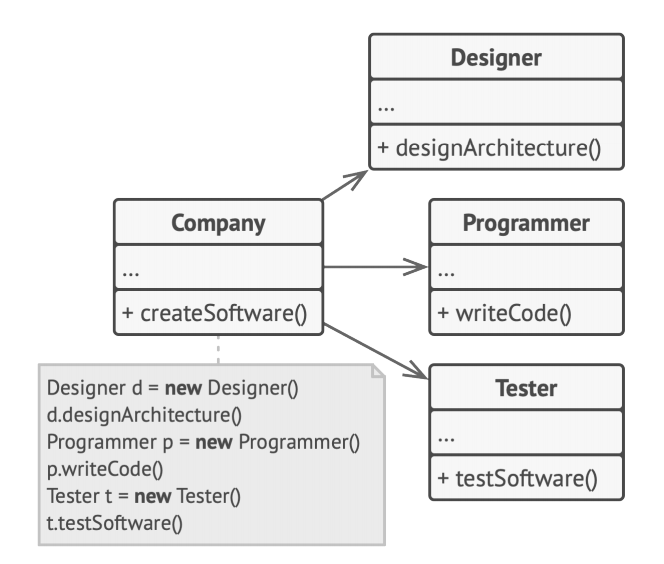 Designer
...
+ designArchitecture()
Company
...
+ createSoftware()
Programmer
...
+ writeCode()
Tester
...
+ testSoftware()
Designer d = new Designer()
d.designArchitecture()
Programmer p = new Programmer()
p.writeCode()
Tester t = new Tester()
t.testSoftware()